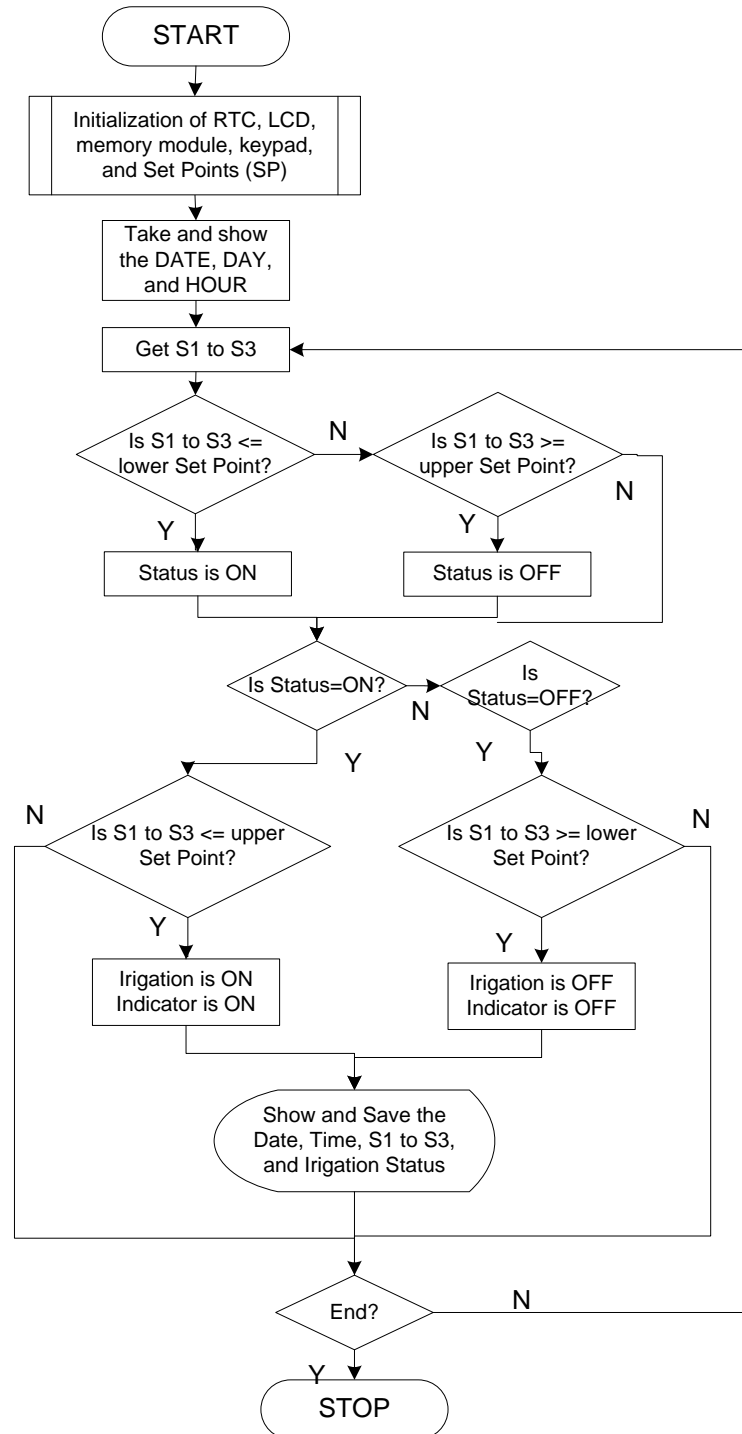 START
Initialization of RTC, LCD,
memory module, keypad,
and Set Points (SP)
Take and show
the DATE, DAY,
and HOUR
Get S1 to S3
Is S1 to S3 <=
lower Set Point?
N
Is S1 to S3 >=
upper Set Point?
N
Y
Y
Status is ON
Status is OFF
Is Status=ON?
N
Is
Status=OFF?
Y
Y
N
Is S1 to S3 <= upper
Set Point?
Is S1 to S3 >= lower
Set Point?
N
Y
Y
Irigation is ON
Indicator is ON
Irigation is OFF
Indicator is OFF
Show and Save the
Date, Time, S1 to S3,
and Irigation Status
End?
N
Y
STOP